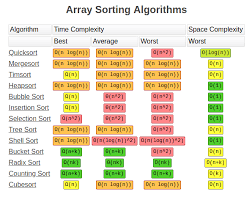 Array Sorting Algorithms
Algorithm Time Complexity Space Complexity
Best Average Worst Worst
Quicksort Ω(n log(n)) Θ(n log(n)) O(n^2) O(log(n))
Mergesort Ω(n log(n)) Θ(n log(n)) O(n log(n)) O(n)
Timsort Ω(n) Θ(n log(n)) O(n log(n)) O(n)
Heapsort Ω(n log(n)) Θ(n log(n)) O(n log(n)) O(1)
Bubble Sort Ω(n) Θ(n^2) O(n^2) O(1)
Insertion Sort Ω(n) Θ(n^2) O(n^2) O(1)
Selection Sort Ω(n^2) Θ(n^2) O(n^2) O(1)
Tree Sort Ω(n log(n)) Θ(n log(n)) O(n^2) O(n)
Shell Sort Ω(n log(n)) Θ(n(log(n))^2) O(n(log(n))^2) O(1)
Bucket Sort Ω(n+k) Θ(n+k) O(n^2) O(n)
Radix Sort Ω(nk) Θ(nk) O(nk) O(n+k)
Counting Sort Ω(n+k) Θ(n+k) O(n+k) O(k)
Cubesort Ω(n) Θ(n log(n)) O(n log(n)) O(n)